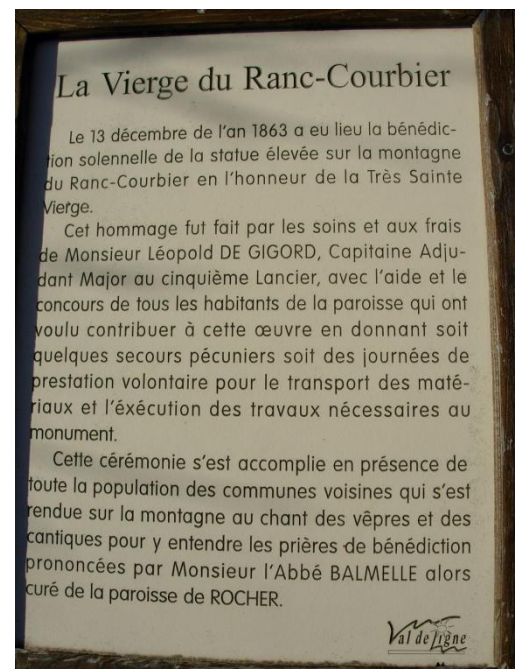 La Vierge du Ranc-Courbier
Le 13 décembre de l'an 1863 a eu lieu la bénédic-
tion solennelle de la statue élevée sur la montagne
du Ranc-Courbier en l'honneur de la Très Sainte
Vierge.
Cet hommage fut fait par les soins et aux frais
de Monsieur Léopold DE GIGORD, Capitaine Adju-
dant Major au cinquième Lancier, avec l'aide et le
concours de tous les habitants de la paroisse qui ont
voulu contribuer à cette œuvre en donnant soit
quelques secours pécuniers soit des journées de
prestation volontaire pour le transport des maté-
riaux et l'éxécution des travaux nécessaires au
monument.
Cette cérémonie s'est accomplie en présence de
toute la population des communes voisines qui s'est
rendue sur la montagne au chant des vêpres et des
cantiques pour y entendre les prières de bénédiction
prononcées par Monsieur l'Abbé BALMELLE alors
curé de la paroisse de ROCHER.
Val de Ligne